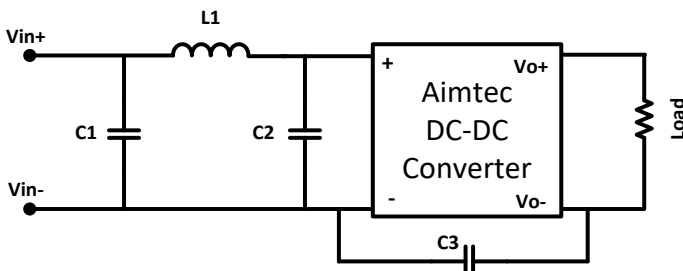 L1
Vin+
+
Vo+
Aimtec
DC-DC
Converter
C1
C2
Load
Vin-
-
Vo-
C3